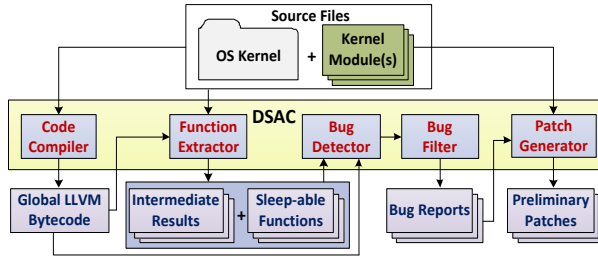 Source Files
OS Kernel
+
Kernel
Module(s)
DSAC
Code
Compiler
Function
Extractor
Bug
Detector
Bug
Filter
Patch
Generator
Global LLVM
Bytecode
Intermediate
Results
+
Sleep-able
Functions
Bug Reports
Preliminary
Patches